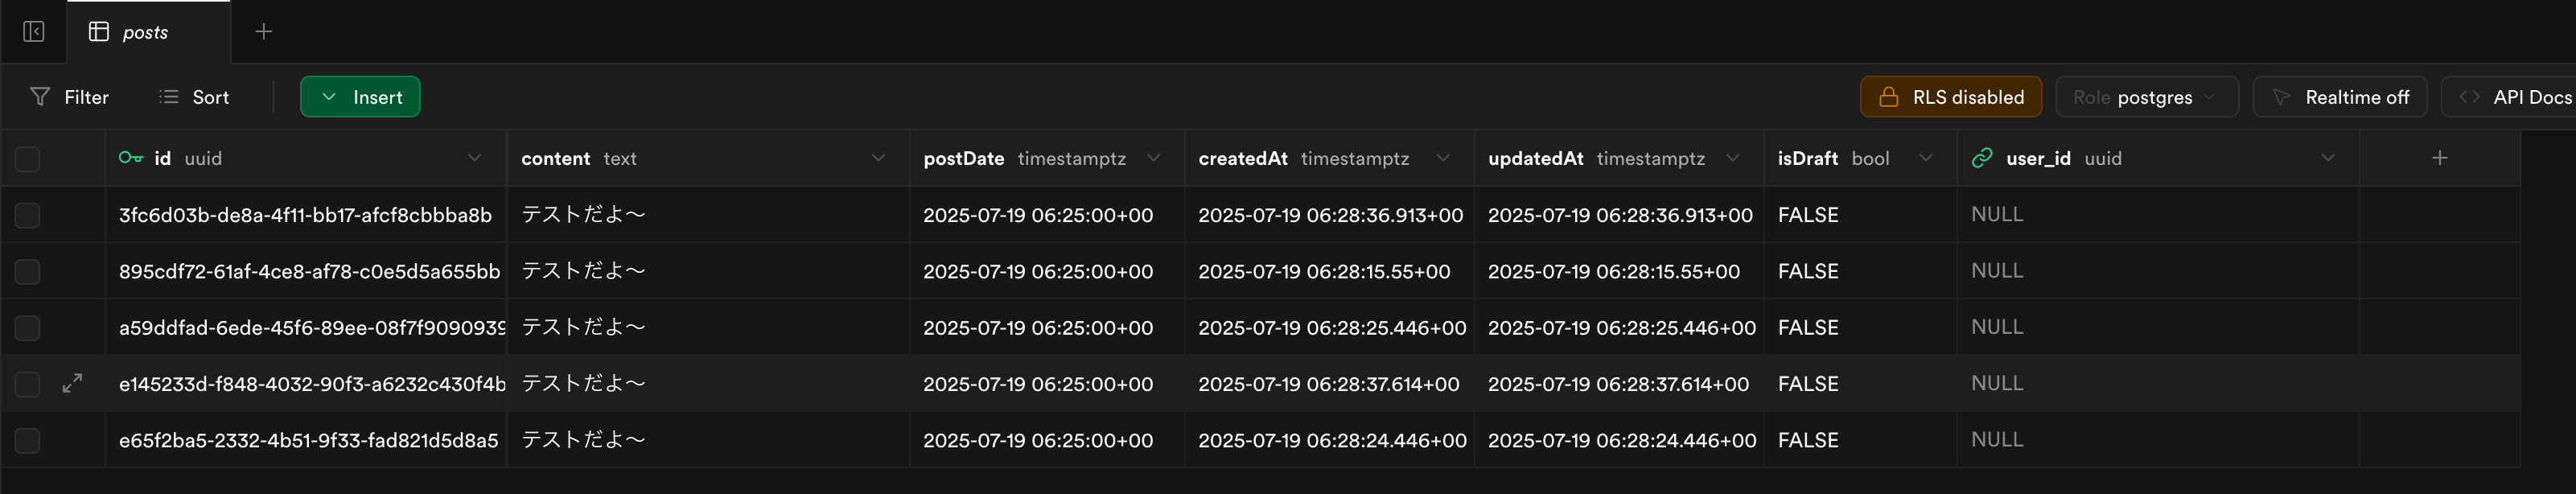 posts
Filter Sort Insert RLS disabled Role postgres Realtime off API Docs
id uuid content text postDate timestamptz createdAt timestamptz updatedAt timestamptz isDraft bool user_id uuid
3fc6d03b-de8a-4f11-bb17-afcf8cbbba8b テストだよ〜 2025-07-19 06:25:00+00 2025-07-19 06:28:36.913+00 2025-07-19 06:28:36.913+00 FALSE NULL
895cdf72-61af-4ce8-af78-c0e5d5a655bb テストだよ〜 2025-07-19 06:25:00+00 2025-07-19 06:28:15.55+00 2025-07-19 06:28:15.55+00 FALSE NULL
a59ddfad-6ede-45f6-89ee-08f7f9090939 テストだよ〜 2025-07-19 06:25:00+00 2025-07-19 06:28:25.446+00 2025-07-19 06:28:25.446+00 FALSE NULL
e145233d-f848-4032-90f3-a6232c430f4b テストだよ〜 2025-07-19 06:25:00+00 2025-07-19 06:28:37.614+00 2025-07-19 06:28:37.614+00 FALSE NULL
e65f2ba5-2332-4b51-9f33-fad821d5d8a5 テストだよ〜 2025-07-19 06:25:00+00 2025-07-19 06:28:24.446+00 2025-07-19 06:28:24.446+00 FALSE NULL